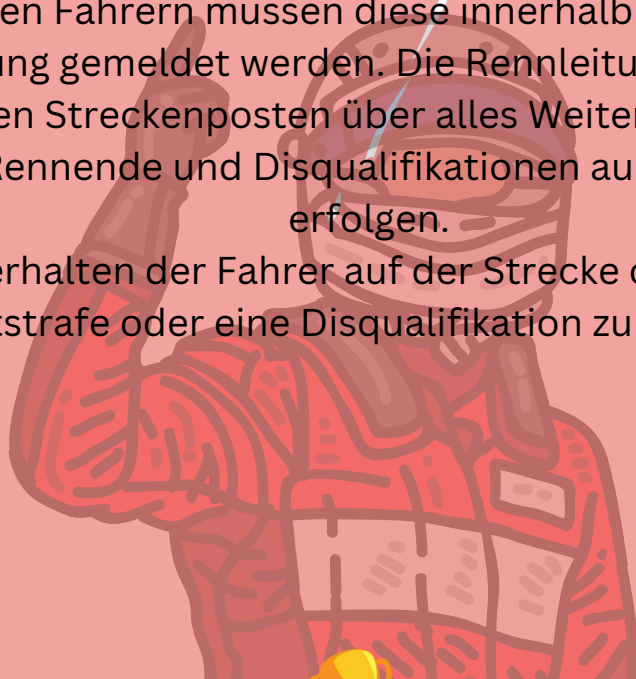 en Fahrern müssen diese innerhalb
ung gemeldet werden. Die Rennleitu
en Streckenposten über alles Weiter
Rennende und Disqualifikationen au
erfolgen.
erhalten der Fahrer auf der Strecke
tstrafe oder eine Disqualifikation zu